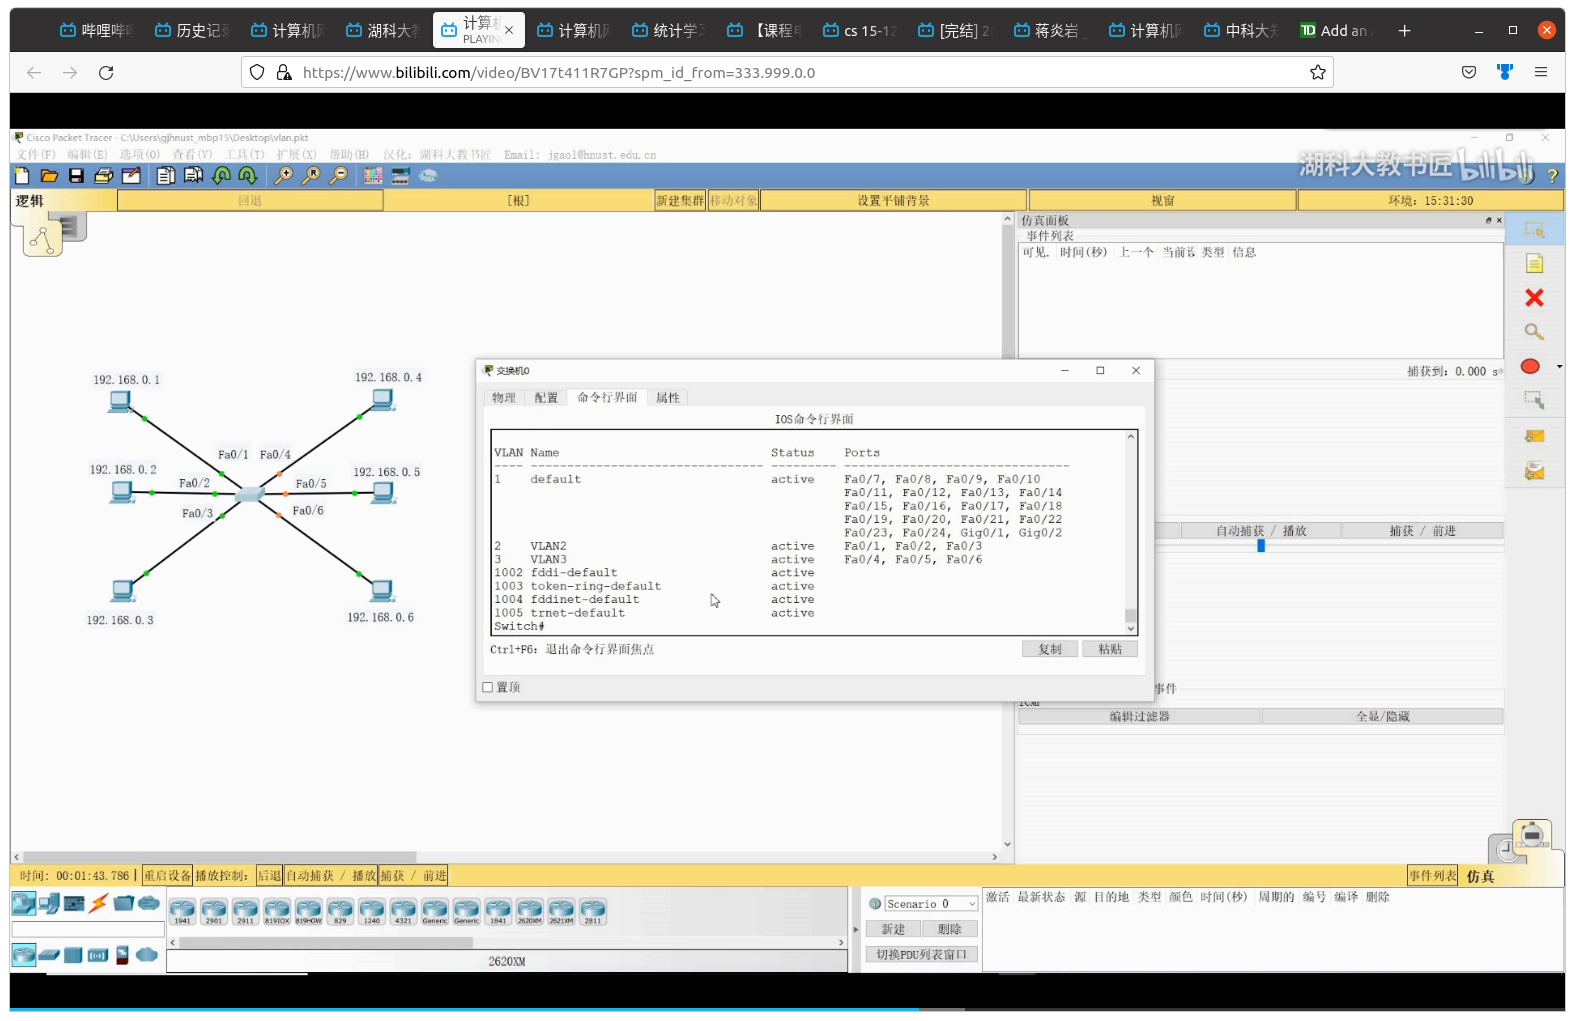 哔哩哔哩
历史记录
计算机网
湖科大教
计算机
PLAYING
计算机网
统计学习
【课程
cs 15-12
[完结] 2
蒋炎岩
计算机网
中科大
Add an
https://www.bilibili.com/video/BV17t411R7GP?spm_id_from=333.999.0.0
Cisco Packet Tracer - C:\Users\gjhnust_mbp15\Desktop\vlan.pkt
文件(F) 编辑(E) 选项(O) 查看(V) 工具(T) 扩展(X) 帮助(H) 汉化: 湖科大教书匠 Email: jgaol@hnust.edu.cn
湖科大教书匠 bilibili
逻辑 回退 [根] 新建集群 移动对象 设置平铺背景 视窗 环境: 15:31:30
仿真面板
事件列表
可见. 时间(秒) 上一个 当前设 类型 信息
捕获到: 0.000 s
自动捕获 / 播放 捕获 / 前进
事件
ICMP
编辑过滤器 全显/隐藏
192.168.0.1
192.168.0.4
Fa0/1 Fa0/4
192.168.0.2
192.168.0.5
Fa0/2
Fa0/5
Fa0/3
Fa0/6
192.168.0.3
192.168.0.6
交换机0
物理 配置 命令行界面 属性
IOS命令行界面
VLAN Name Status Ports
---- -------------------------------- --------- -------------------------------
1 default active Fa0/7, Fa0/8, Fa0/9, Fa0/10
Fa0/11, Fa0/12, Fa0/13, Fa0/14
Fa0/15, Fa0/16, Fa0/17, Fa0/18
Fa0/19, Fa0/20, Fa0/21, Fa0/22
Fa0/23, Fa0/24, Gig0/1, Gig0/2
2 VLAN2 active Fa0/1, Fa0/2, Fa0/3
3 VLAN3 active Fa0/4, Fa0/5, Fa0/6
1002 fddi-default active
1003 token-ring-default active
1004 fddinet-default active
1005 trnet-default active
Switch#
Ctrl+F6: 退出命令行界面焦点
复制 粘贴
置顶
时间: 00:01:43.786 重启设备 播放控制: 后退 自动捕获 / 播放 捕获 / 前进
事件列表 仿真
1941 2901 2911 819IOX 819HGW 829 1240 4321 Generic Generic 1841 2620XM 2621XM 2811
2620XM
Scenario 0
新建 删除
切换PDU列表窗口
激活 最新状态 源 目的地 类型 颜色 时间(秒) 周期的 编号 编译 删除